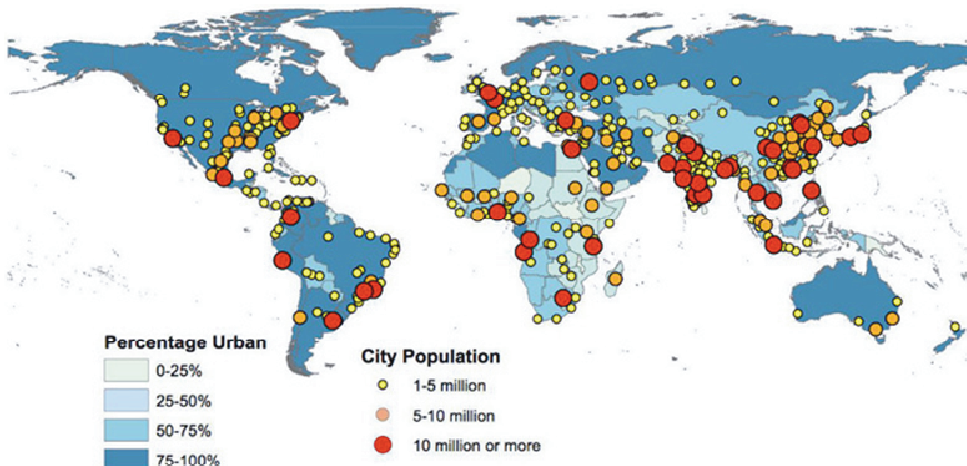 Percentage Urban
0-25%
25-50%
50-75%
75-100%
City Population
1-5 million
5-10 million
10 million or more